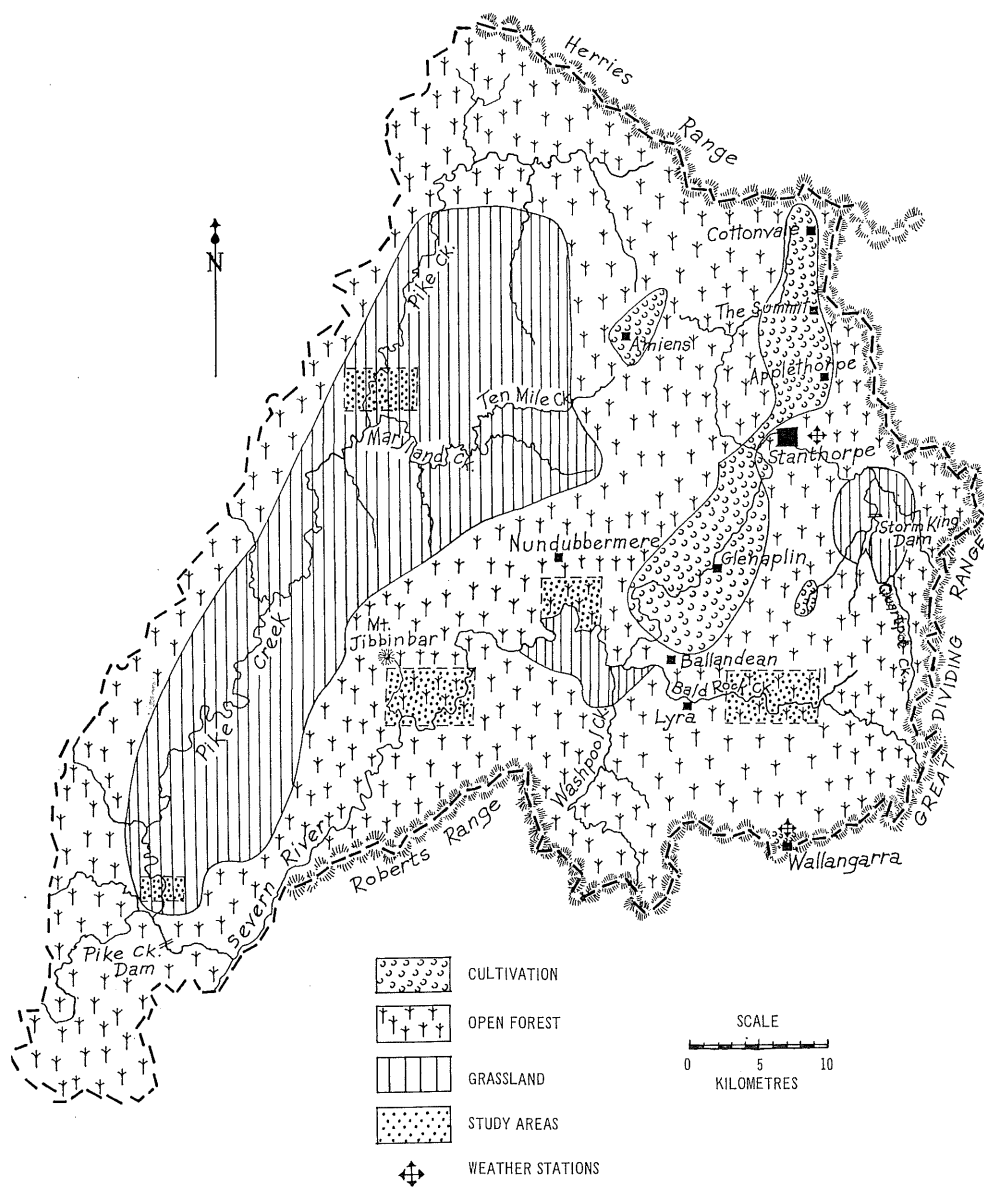 Herries
Range
N
Cottonvale
Pike Ck.
The Summit
Amiens
Applethorpe
Ten Mile Ck.
Maryland Ck.
Stanthorpe
Storm King
Dam
Nundubbermere
Glenaplin
Quartpot Ck.
Mt.
Jibbinbar
Pike Creek
Ballandean
Bald Rock Ck.
Lyra
Washpool Ck.
GREAT DIVIDING RANGE
Severn River
Roberts Range
Wallangarra
Pike Ck.
Dam
CULTIVATION
OPEN FOREST
GRASSLAND
STUDY AREAS
WEATHER STATIONS
SCALE
0 5 10
KILOMETRES